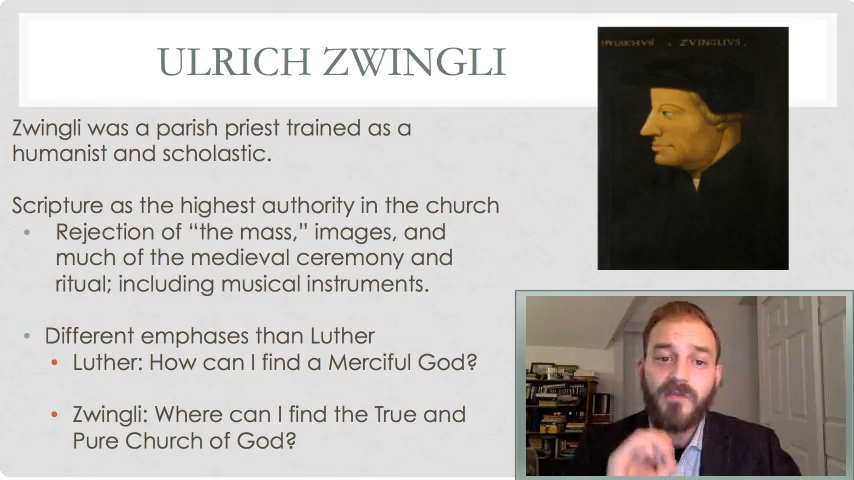 ULRICH ZWINGLI
HVLDRICHVS . ZVINGLIVS.
Zwingli was a parish priest trained as a
humanist and scholastic.
Scripture as the highest authority in the church
• Rejection of “the mass,” images, and
much of the medieval ceremony and
ritual; including musical instruments.
• Different emphases than Luther
• Luther: How can I find a Merciful God?
• Zwingli: Where can I find the True and
Pure Church of God?